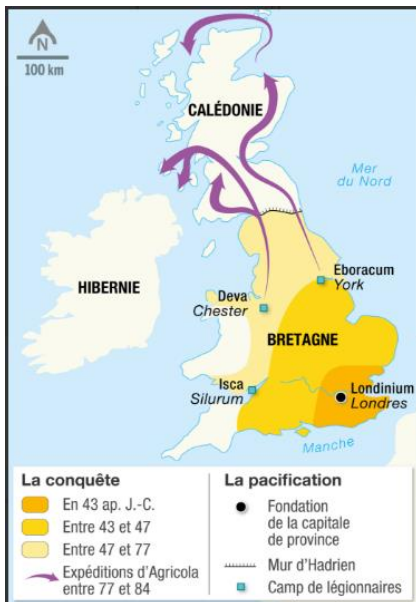 N
100 km
CALÉDONIE
Mer
du Nord
HIBERNIE
Eboracum
York
Deva
Chester
BRETAGNE
Isca
Silurum
Londinium
Londres
Manche
La conquête
En 43 ap. J.-C.
Entre 43 et 47
Entre 47 et 77
Expéditions d'Agricola
entre 77 et 84
La pacification
Fondation
de la capitale
de province
Mur d'Hadrien
Camp de légionnaires